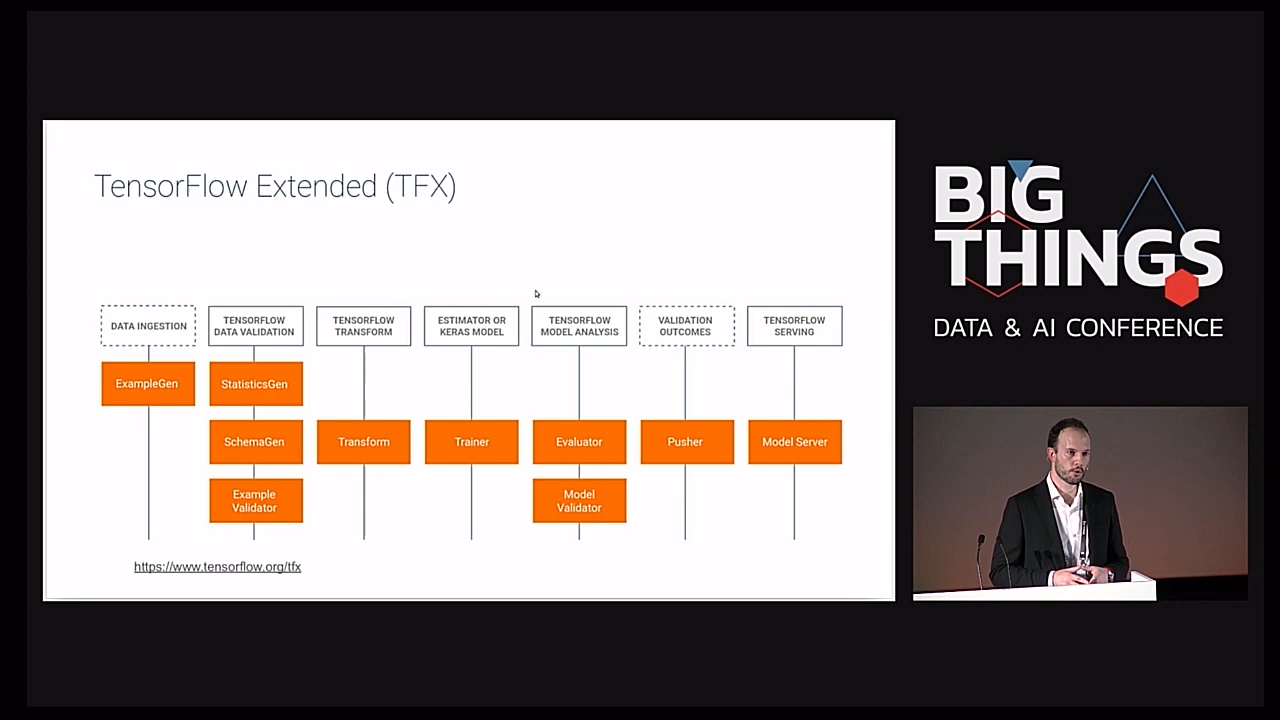 TensorFlow Extended (TFX)
DATA INGESTION
TENSORFLOW
DATA VALIDATION
TENSORFLOW
TRANSFORM
ESTIMATOR OR
KERAS MODEL
TENSORFLOW
MODEL ANALYSIS
VALIDATION
OUTCOMES
TENSORFLOW
SERVING
ExampleGen
StatisticsGen
SchemaGen
Transform
Trainer
Evaluator
Pusher
Model Server
Example
Validator
Model
Validator
https://www.tensorflow.org/tfx
BIG
THINGS
DATA & AI CONFERENCE